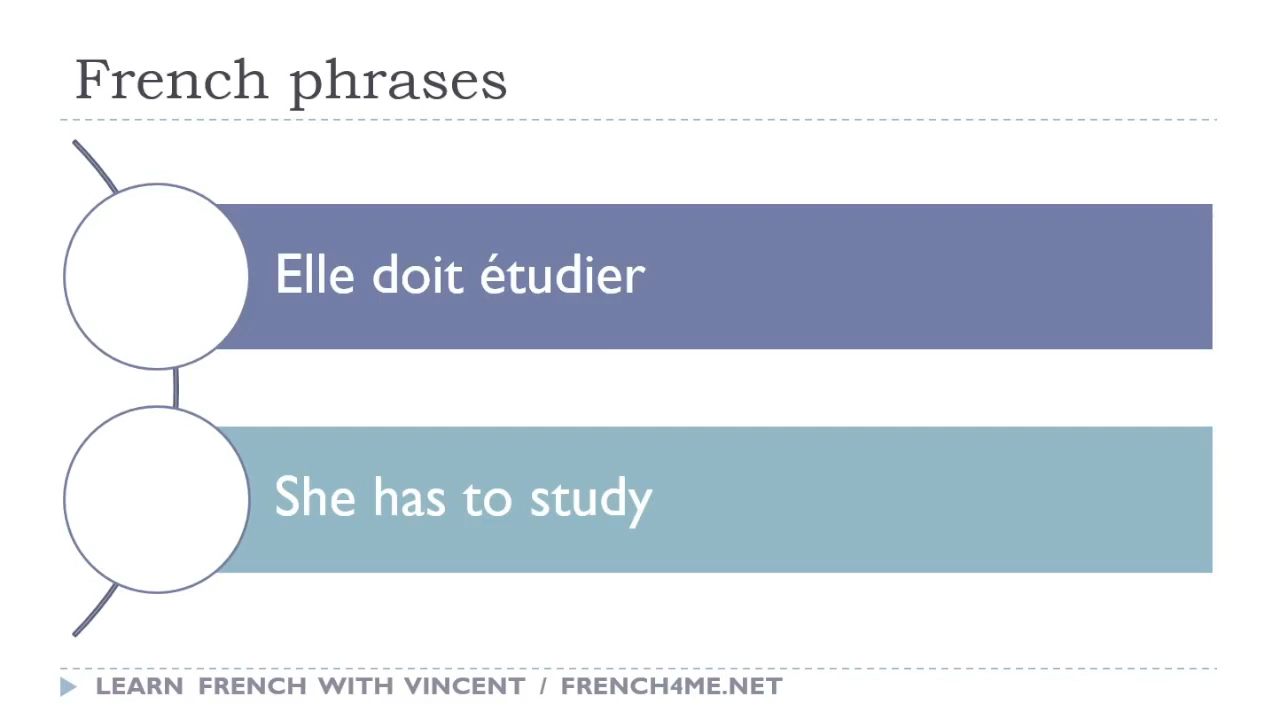 French phrases
Elle doit étudier
She has to study
LEARN FRENCH WITH VINCENT / FRENCH4ME.NET